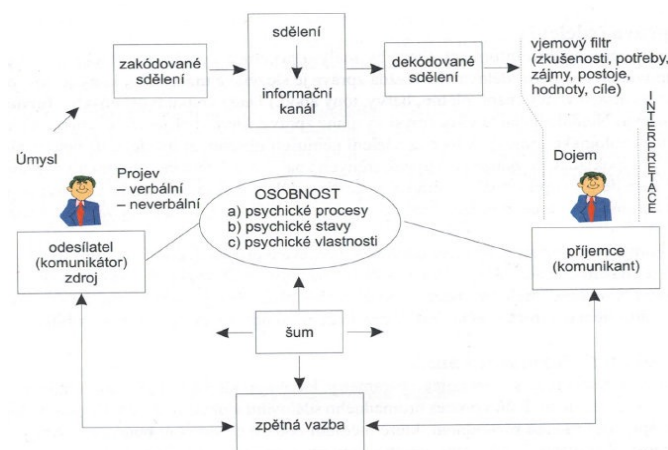 zakódované
sdělení
sdělení
informační
kanál
dekódované
sdělení
vjemový filtr
(zkušenosti, potřeby,
zájmy, postoje,
hodnoty, cíle)
INTERPRETACE
Úmysl
Projev
– verbální
– neverbální
OSOBNOST
a) psychické procesy
b) psychické stavy
c) psychické vlastnosti
Dojem
odesílatel
(komunikátor)
zdroj
příjemce
(komunikant)
šum
zpětná vazba